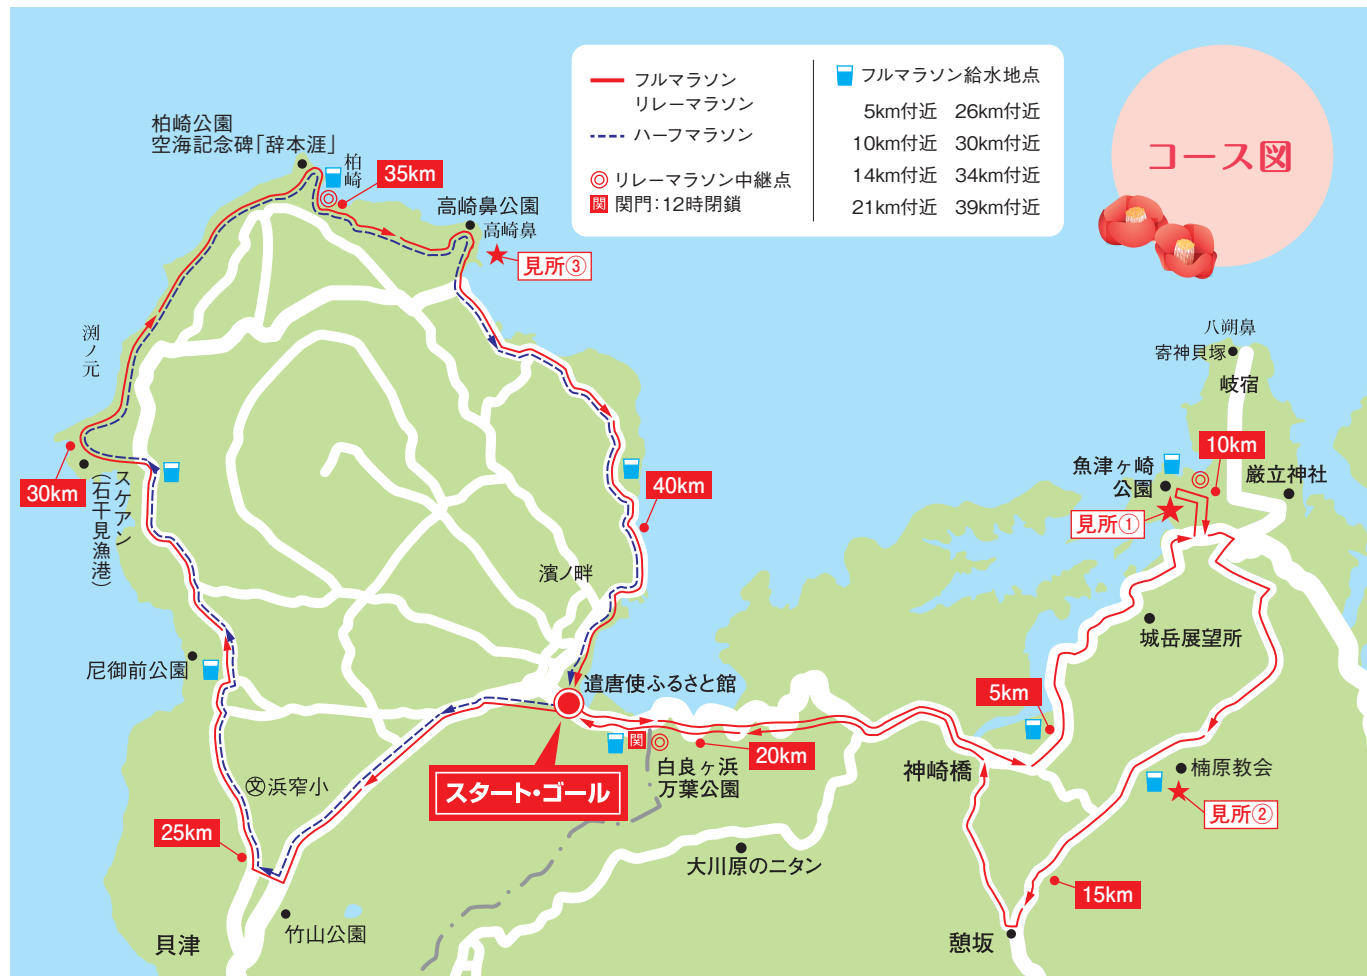 コース図
フルマラソン
リレーマラソン
ハーフマラソン
リレーマラソン中継点
関 関門:12時閉鎖
フルマラソン給水地点
5km付近 26km付近
10km付近 30km付近
14km付近 34km付近
21km付近 39km付近
柏崎公園
空海記念碑「辞本涯」
柏崎
35km
高崎鼻公園
高崎鼻
見所③
渕ノ元
30km
スケアン
(石干見漁港)
40km
濱ノ畔
尼御前公園
遣唐使ふるさと館
スタート・ゴール
関
白良ヶ浜
万葉公園
20km
文浜窄小
25km
竹山公園
貝津
大川原のニタン
八朔鼻
寄神貝塚
岐宿
10km
魚津ヶ崎
公園
巌立神社
見所①
城岳展望所
5km
神崎橋
楠原教会
見所②
15km
憩坂